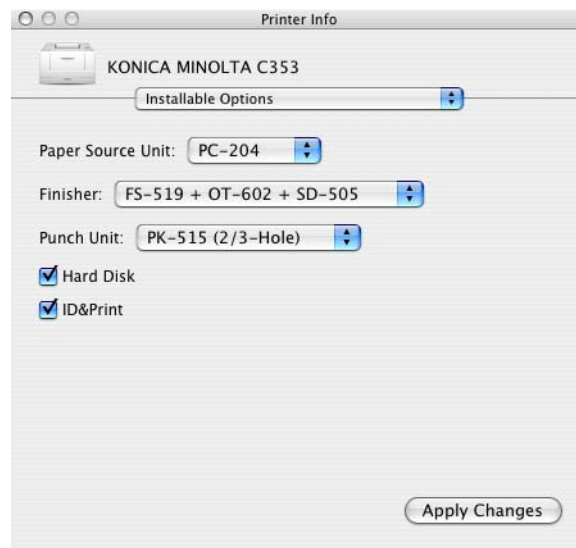 Printer Info
KONICA MINOLTA C353
Installable Options
Paper Source Unit: PC-204
Finisher: FS-519 + OT-602 + SD-505
Punch Unit: PK-515 (2/3-Hole)
Hard Disk
ID&Print
Apply Changes